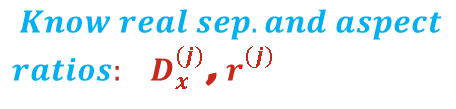 Know real sep. and aspect
ratios: D_x^{(j)}, r^{(j)}